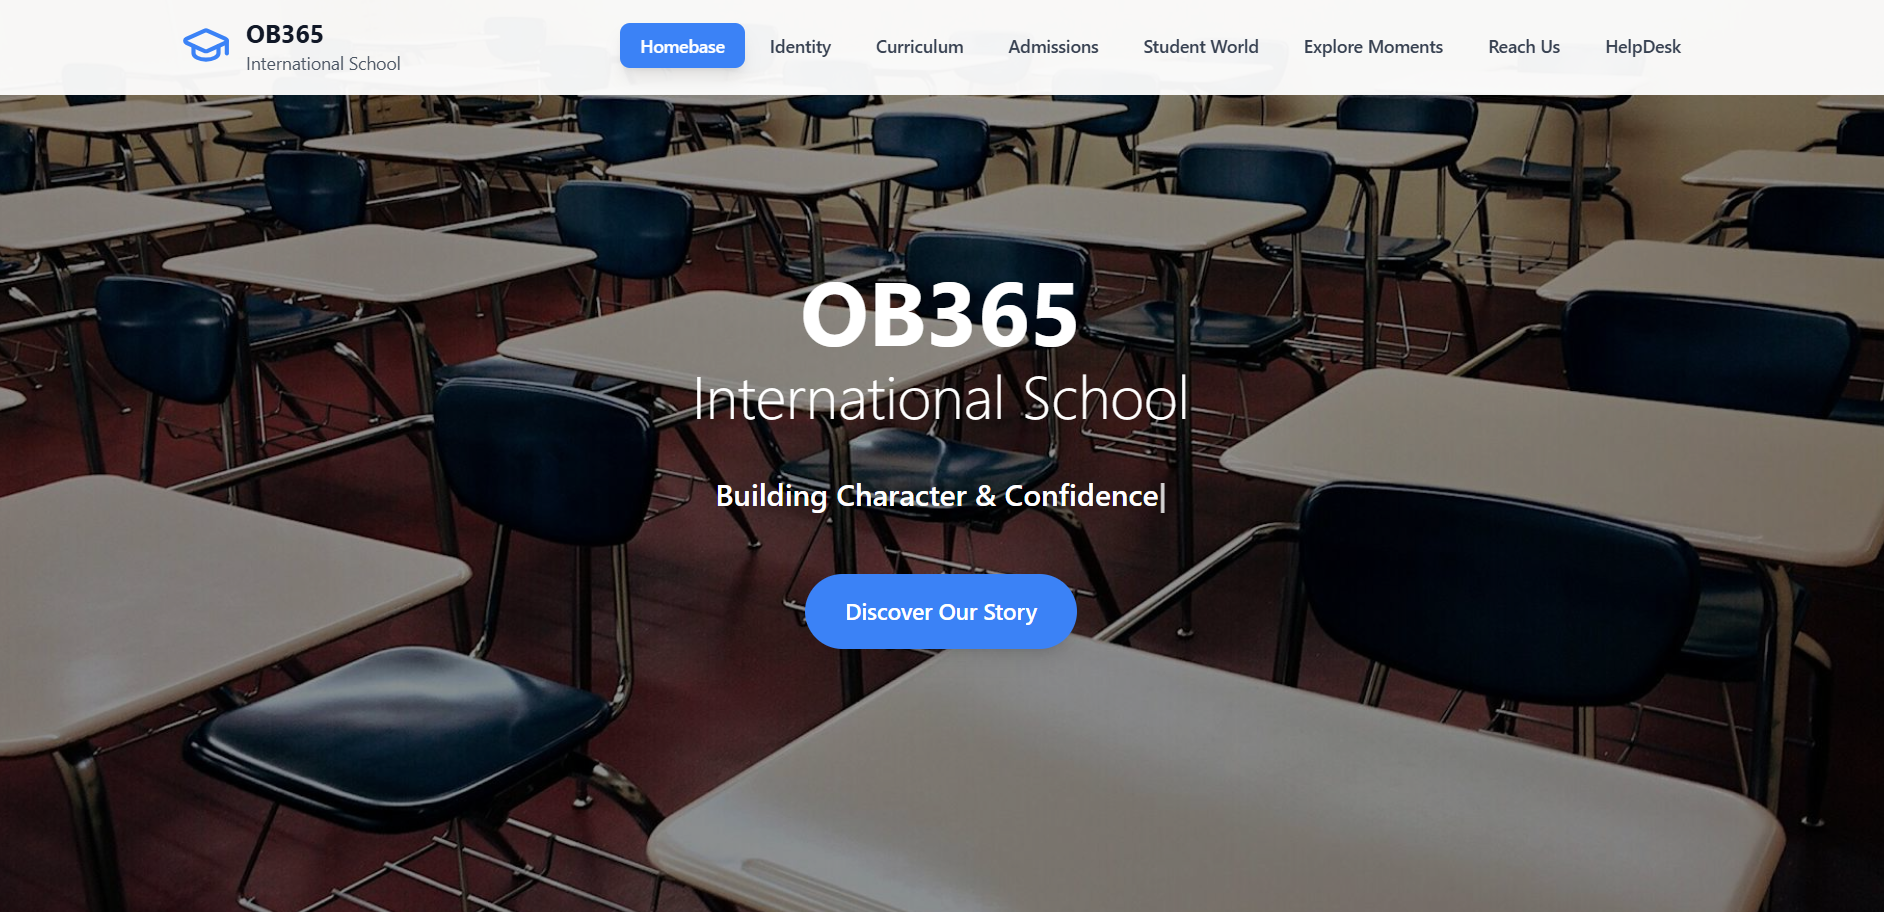 OB365
International School
Homebase Identity Curriculum Admissions Student World Explore Moments Reach Us HelpDesk
OB365
International School
Building Character & Confidence
Discover Our Story